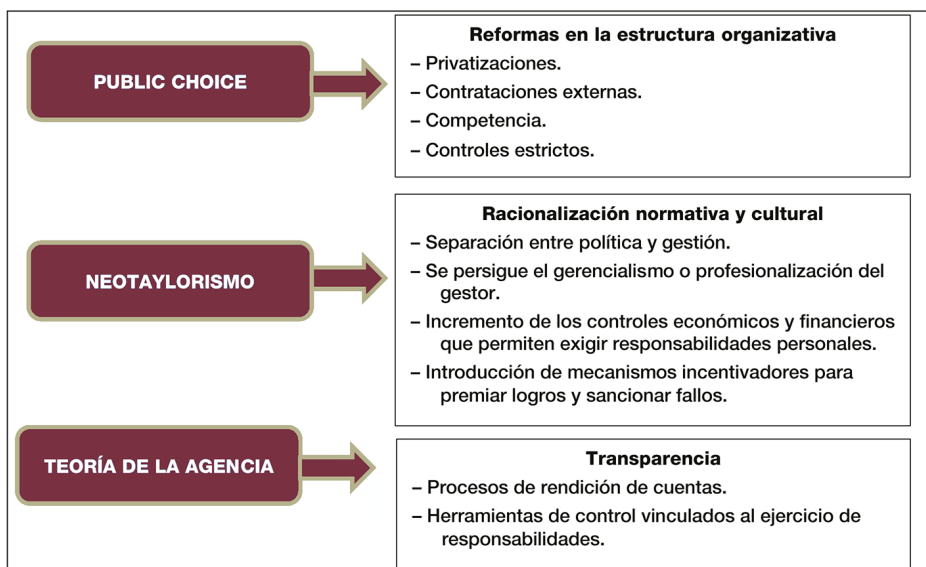 PUBLIC CHOICE
Reformas en la estructura organizativa
– Privatizaciones.
– Contrataciones externas.
– Competencia.
– Controles estrictos.
NEOTAYLORISMO
Racionalización normativa y cultural
– Separación entre política y gestión.
– Se persigue el gerencialismo o profesionalización del
gestor.
– Incremento de los controles económicos y financieros
que permiten exigir responsabilidades personales.
– Introducción de mecanismos incentivadores para
premiar logros y sancionar fallos.
TEORÍA DE LA AGENCIA
Transparencia
– Procesos de rendición de cuentas.
– Herramientas de control vinculados al ejercicio de
responsabilidades.